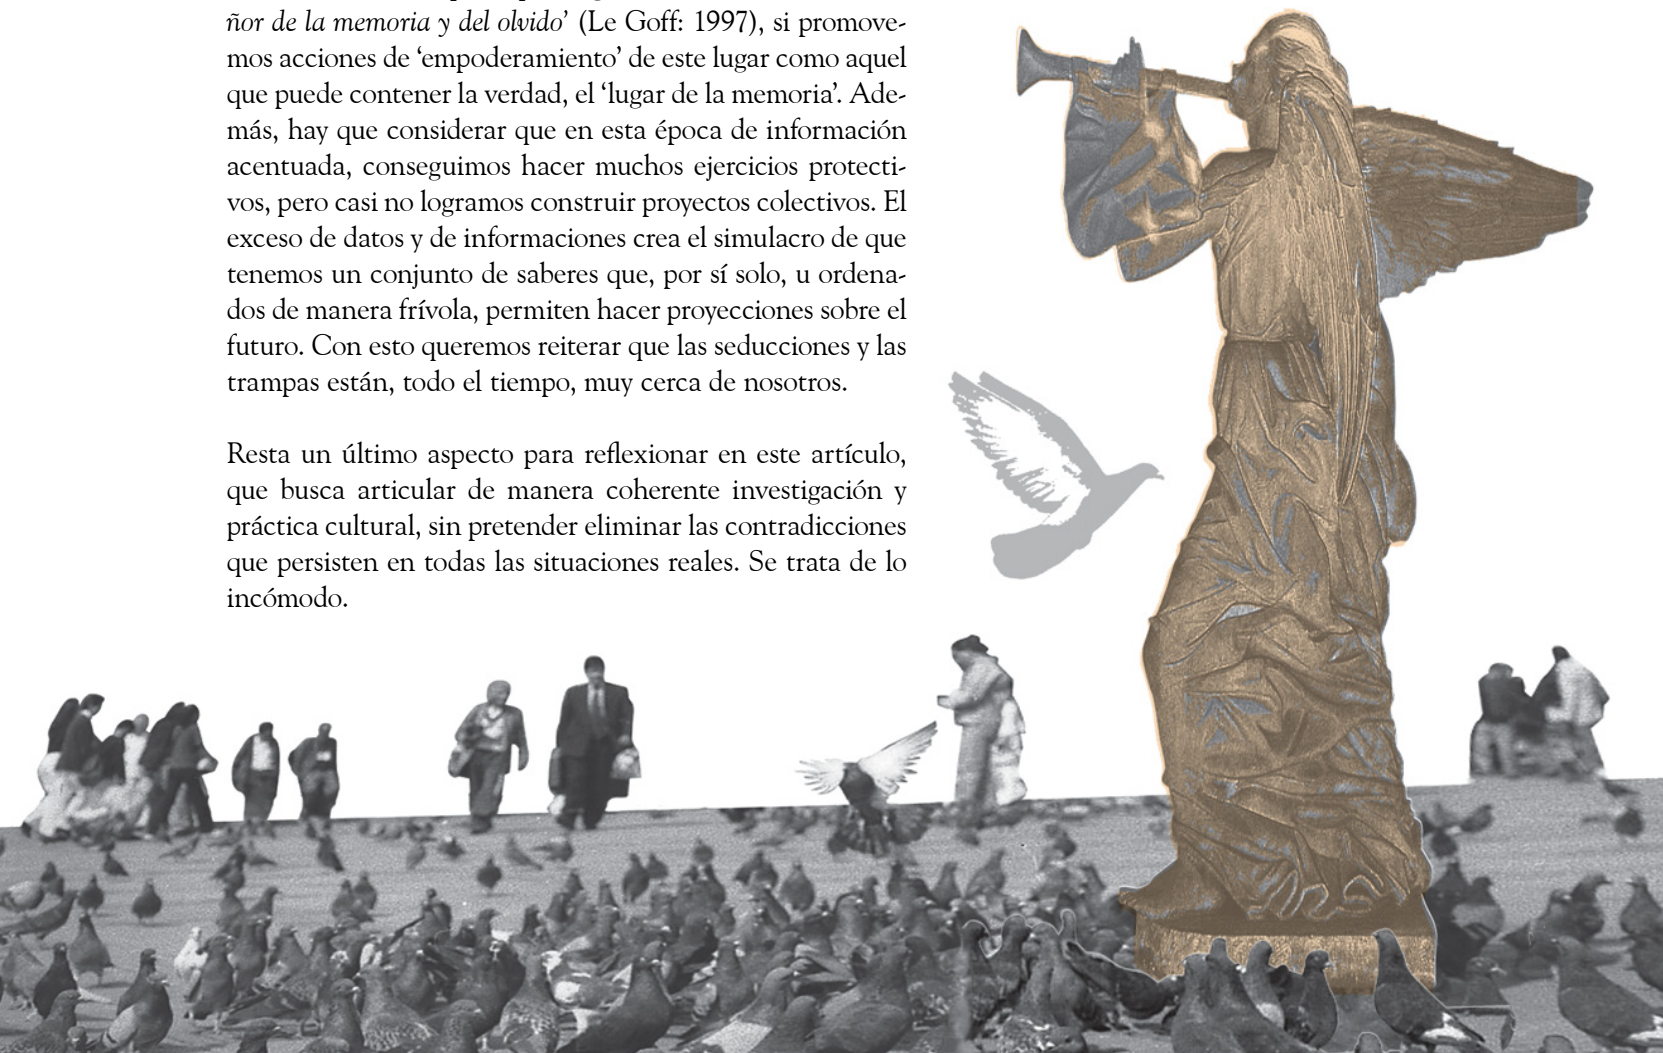 ñor de la memoria y del olvido’ (Le Goff: 1997), si promove-
mos acciones de ‘empoderamiento’ de este lugar como aquel
que puede contener la verdad, el ‘lugar de la memoria’. Ade-
más, hay que considerar que en esta época de información
acentuada, conseguimos hacer muchos ejercicios protecti-
vos, pero casi no logramos construir proyectos colectivos. El
exceso de datos y de informaciones crea el simulacro de que
tenemos un conjunto de saberes que, por sí solo, u ordena-
dos de manera frívola, permiten hacer proyecciones sobre el
futuro. Con esto queremos reiterar que las seducciones y las
trampas están, todo el tiempo, muy cerca de nosotros.
Resta un último aspecto para reflexionar en este artículo,
que busca articular de manera coherente investigación y
práctica cultural, sin pretender eliminar las contradicciones
que persisten en todas las situaciones reales. Se trata de lo
incómodo.